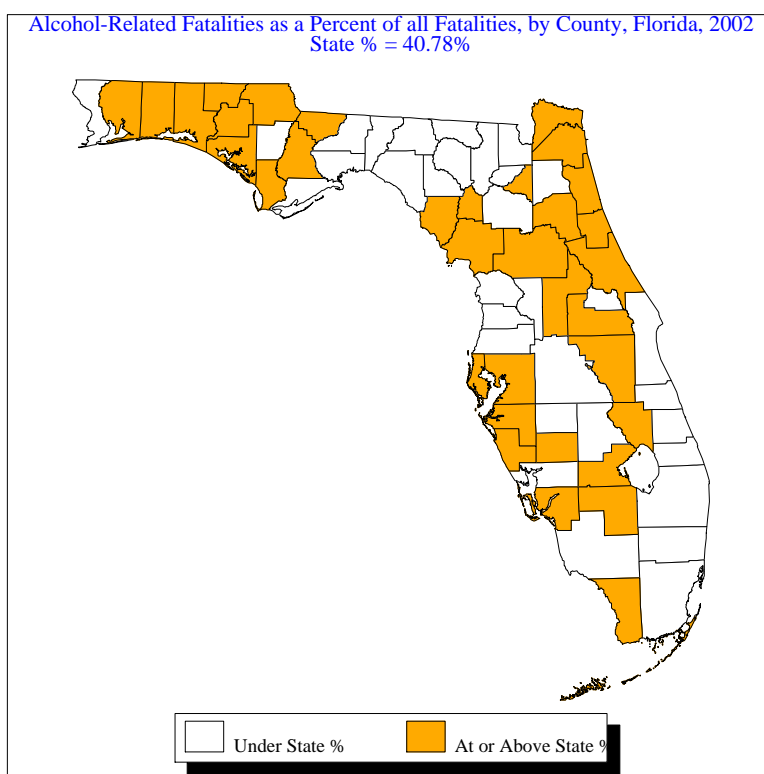 Alcohol-Related Fatalities as a Percent of all Fatalities, by County, Florida, 2002
State % = 40.78%
Under State %
At or Above State %